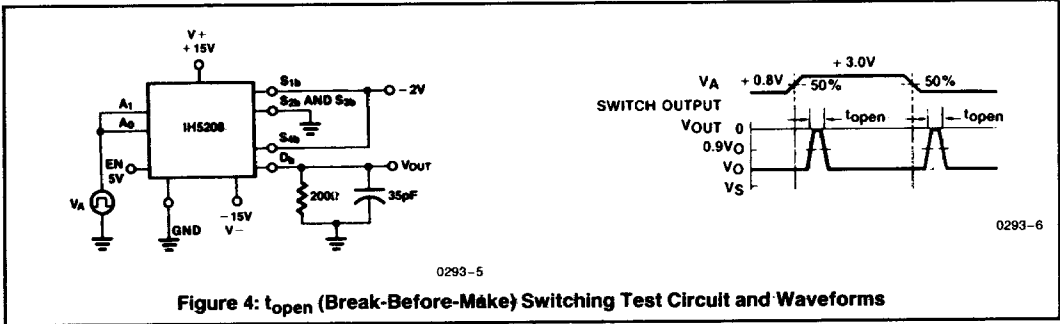 V+
+15V
A1
A0
EN
5V
VA
IH5208
GND
-15V
V-
S1b
S2b AND S3b
S4b
Db
-2V
VOUT
200Ω
35pF
0293-5
VA
+0.8V
+3.0V
50%
50%
SWITCH OUTPUT
VOUT
0
0.9VO
VO
VS
topen
topen
0293-6
Figure 4: topen (Break-Before-Make) Switching Test Circuit and Waveforms